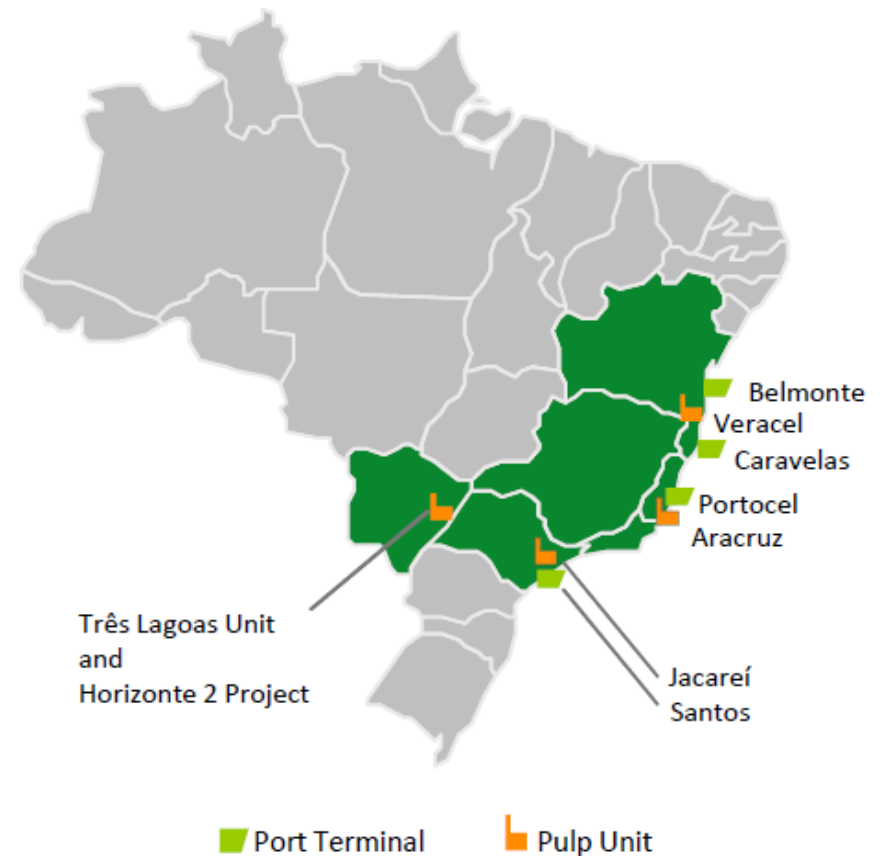 Belmonte
Veracel
Caravelas
Portocel
Aracruz
Três Lagoas Unit
and
Horizonte 2 Project
Jacareí
Santos
Port Terminal
Pulp Unit